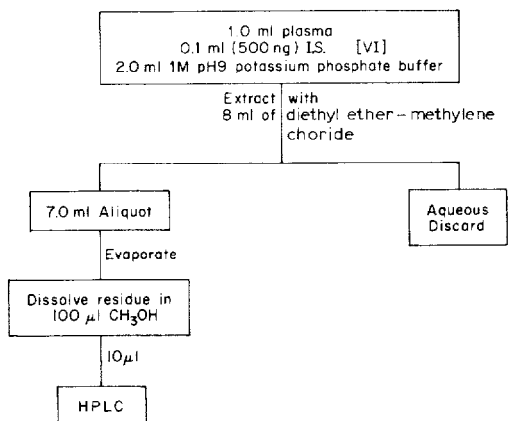 1.0 ml plasma
0.1 ml (500 ng) I.S. [VI]
2.0 ml 1M pH9 potassium phosphate buffer
Extract with
8 ml of diethyl ether-methylene
choride
7.0 ml Aliquot
Aqueous
Discard
Evaporate
Dissolve residue in
100 μl CH₃OH
10μl
HPLC